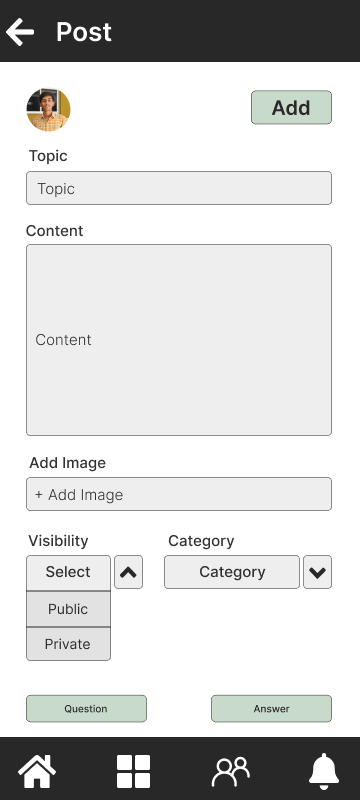 Post
Add
Topic
Topic
Content
Content
Add Image
+ Add Image
Visibility
Category
Select
Category
Public
Private
Question
Answer